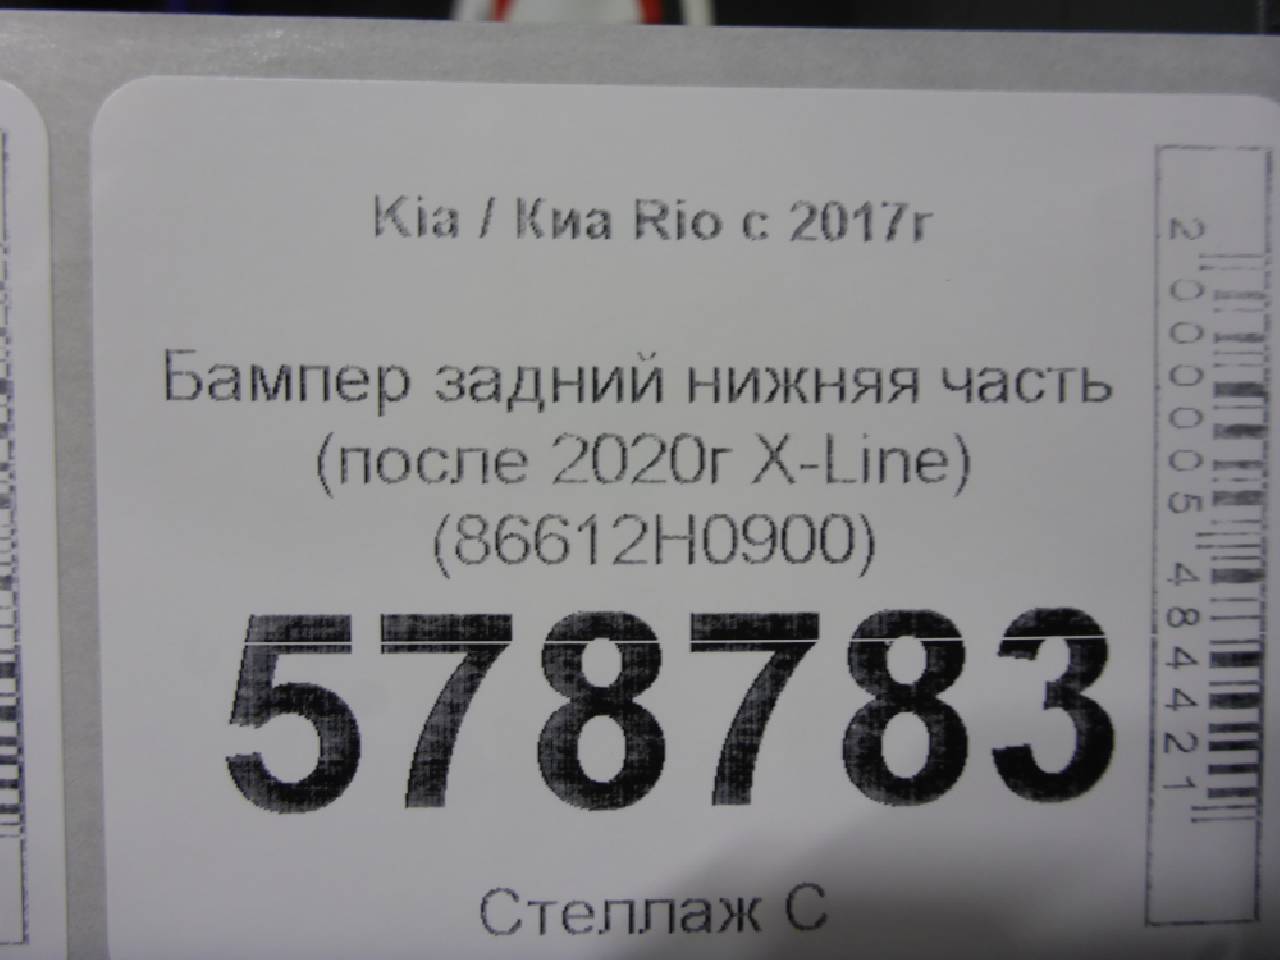 Kia / Киа Rio с 2017г
Бампер задний нижняя часть
(после 2020г X-Line)
(86612H0900)
578783
Стеллаж С
2000005484421